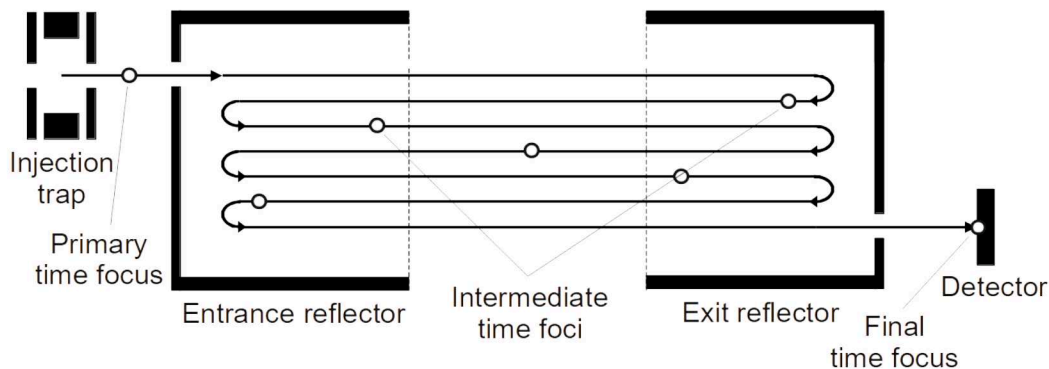 Injection
trap
Primary
time focus
Entrance reflector
Intermediate
time foci
Exit reflector
Final
time focus
Detector